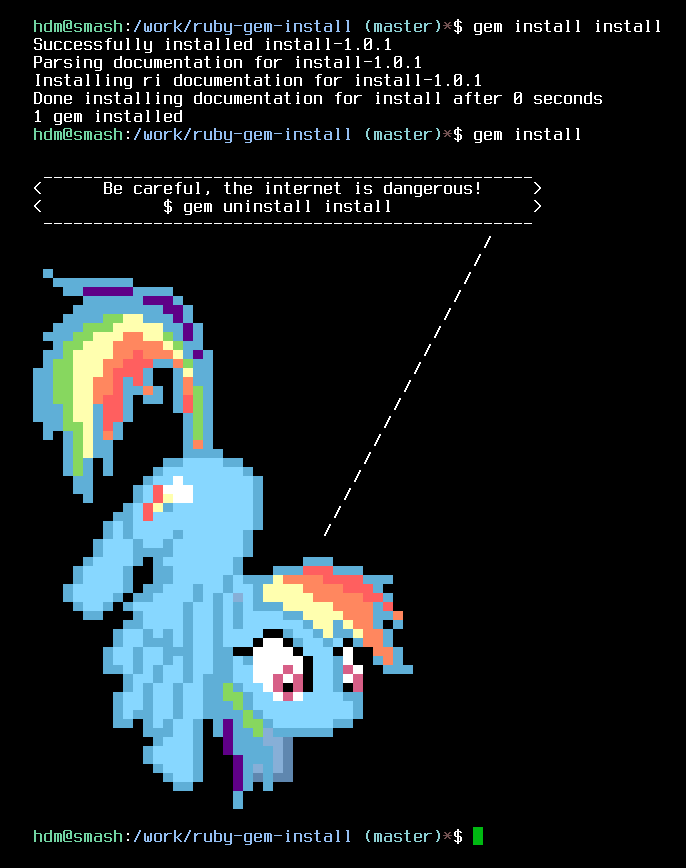 hdm@smash:/work/ruby-gem-install (master)*$ gem install install
Successfully installed install-1.0.1
Parsing documentation for install-1.0.1
Installing ri documentation for install-1.0.1
Done installing documentation for install after 0 seconds
1 gem installed
hdm@smash:/work/ruby-gem-install (master)*$ gem install
< Be careful, the internet is dangerous! >
< $ gem uninstall install >
hdm@smash:/work/ruby-gem-install (master)*$